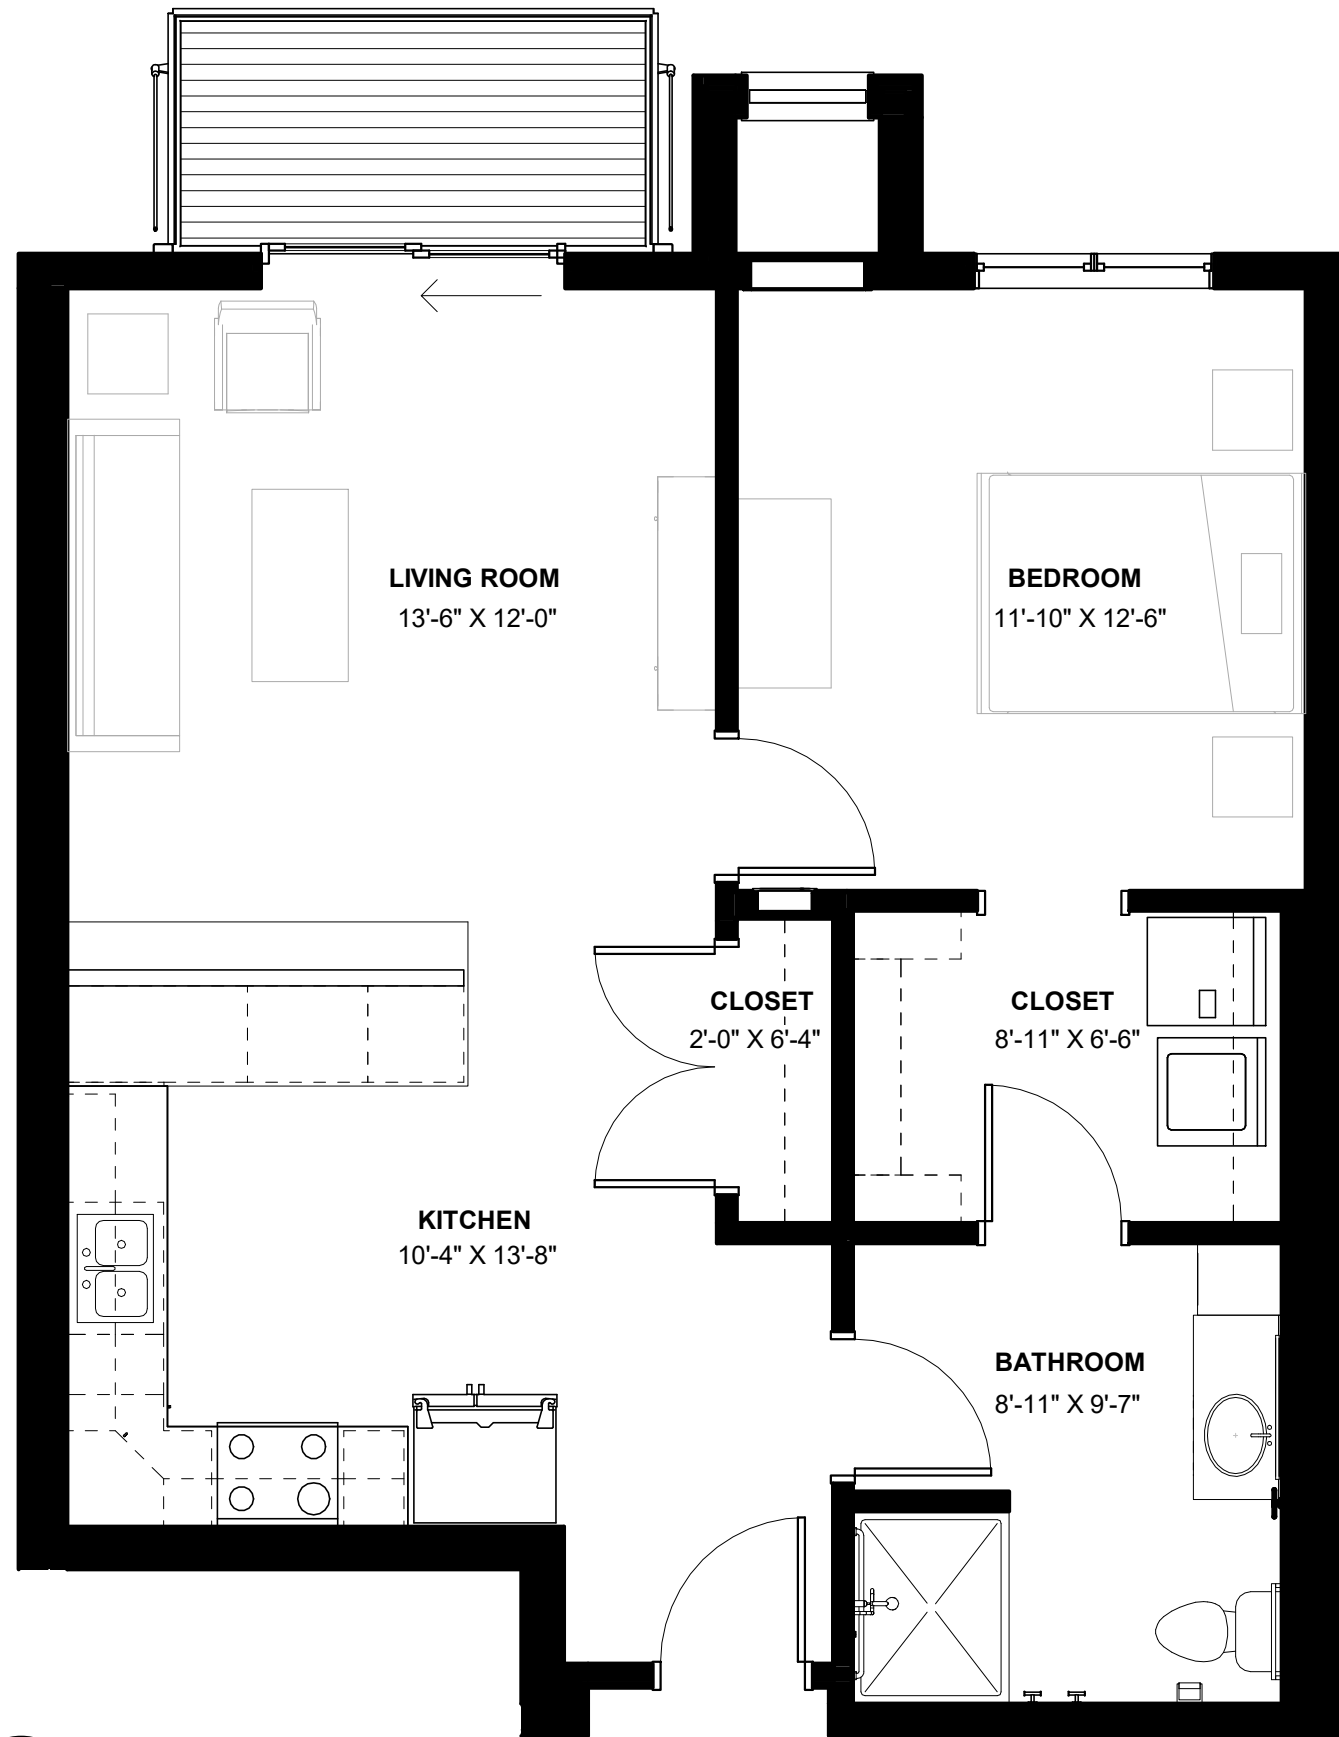 LIVING ROOM
13'-6" X 12'-0"
BEDROOM
11'-10" X 12'-6"
CLOSET
2'-0" X 6'-4"
CLOSET
8'-11" X 6'-6"
KITCHEN
10'-4" X 13'-8"
BATHROOM
8'-11" X 9'-7"